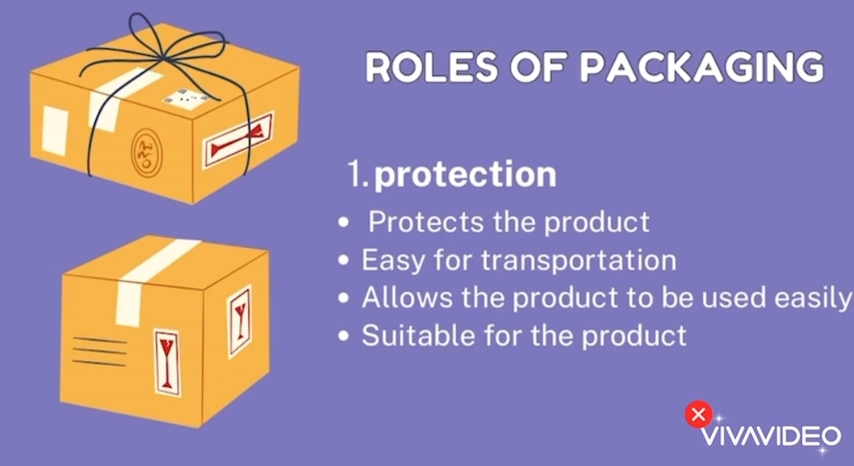 ROLES OF PACKAGING
1. protection
• Protects the product
• Easy for transportation
• Allows the product to be used easily
• Suitable for the product
VIVAVIDEO